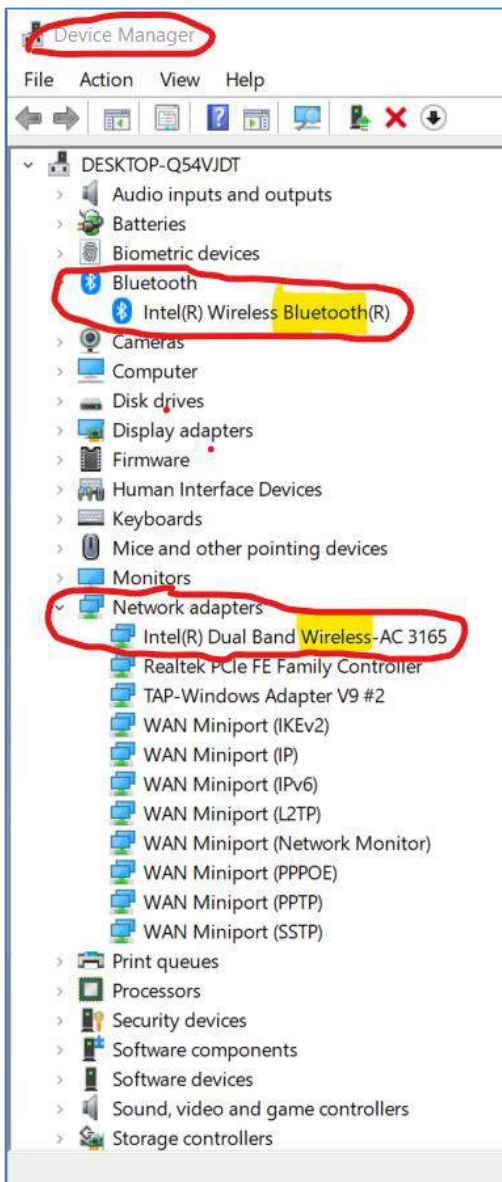 Device Manager
File Action View Help
DESKTOP-Q54VJDT
Audio inputs and outputs
Batteries
Biometric devices
Bluetooth
Intel(R) Wireless Bluetooth(R)
Cameras
Computer
Disk drives
Display adapters
Firmware
Human Interface Devices
Keyboards
Mice and other pointing devices
Monitors
Network adapters
Intel(R) Dual Band Wireless-AC 3165
Realtek PCIe FE Family Controller
TAP-Windows Adapter V9 #2
WAN Miniport (IKEv2)
WAN Miniport (IP)
WAN Miniport (IPv6)
WAN Miniport (L2TP)
WAN Miniport (Network Monitor)
WAN Miniport (PPPOE)
WAN Miniport (PPTP)
WAN Miniport (SSTP)
Print queues
Processors
Security devices
Software components
Software devices
Sound, video and game controllers
Storage controllers